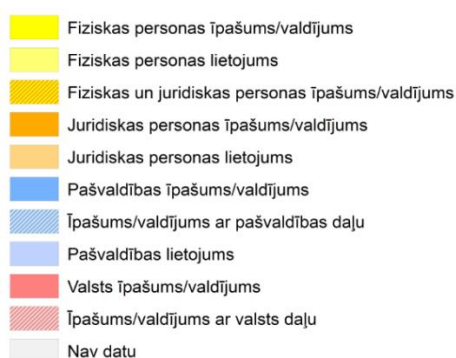 Fiziskas personas īpašums/valdījums
Fiziskas personas lietojums
Fiziskas un juridiskas personas īpašums/valdījums
Juridiskas personas īpašums/valdījums
Juridiskas personas lietojums
Pašvaldības īpašums/valdījums
Īpašums/valdījums ar pašvaldības daļu
Pašvaldības lietojums
Valsts īpašums/valdījums
Īpašums/valdījums ar valsts daļu
Nav datu